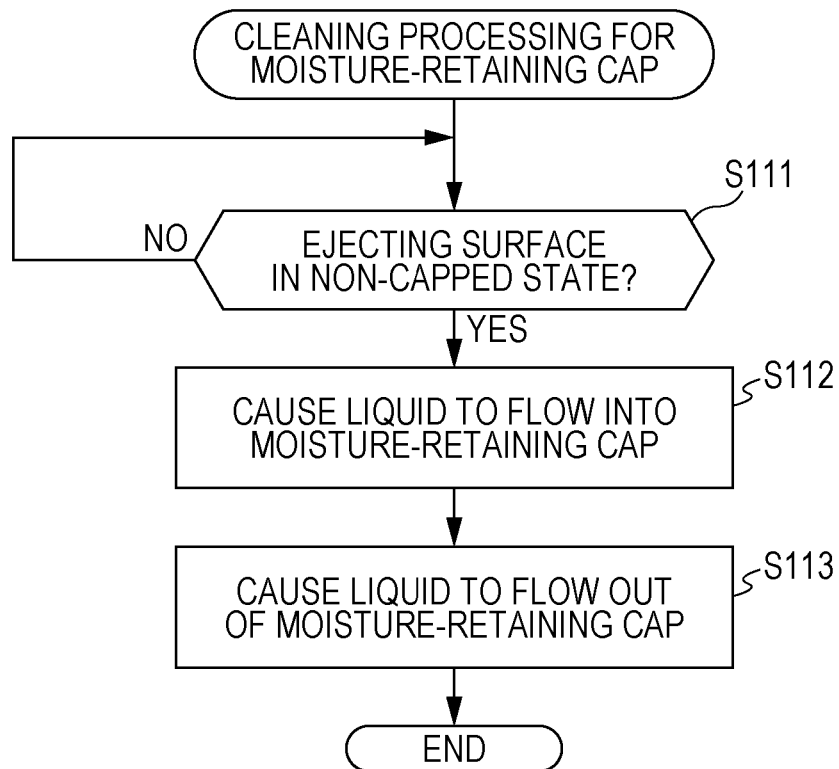 CLEANING PROCESSING FOR
MOISTURE-RETAINING CAP
S111
NO
EJECTING SURFACE
IN NON-CAPPED STATE?
YES
S112
CAUSE LIQUID TO FLOW INTO
MOISTURE-RETAINING CAP
S113
CAUSE LIQUID TO FLOW OUT
OF MOISTURE-RETAINING CAP
END